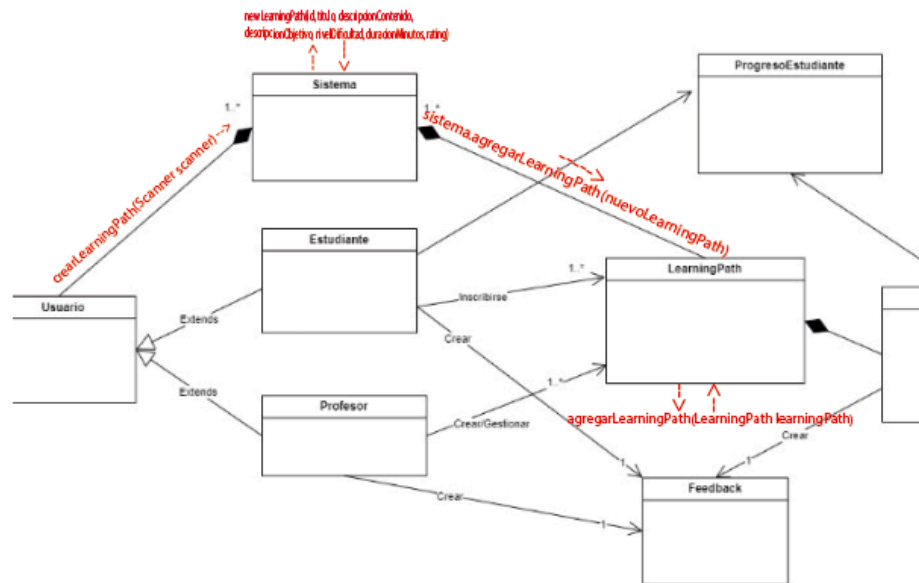 newLearningPath(id, titulo, descripcionContenido,
descripcionObjetivo, nivelDificultad, duracionMinutos, rating)
Sistema
ProgresoEstudiante
1..*
1..*
crearLearningPath(Scanner scanner) -->
sistema.agregarLearningPath(nuevoLearningPath)
Estudiante
LearningPath
Usuario
Extends
Inscribirse
1..*
Crear
Extends
Profesor
1..*
Crear/Gestionar
agregarLearningPath(LearningPath learningPath)
Crear
1
1
Feedback
Crear
1